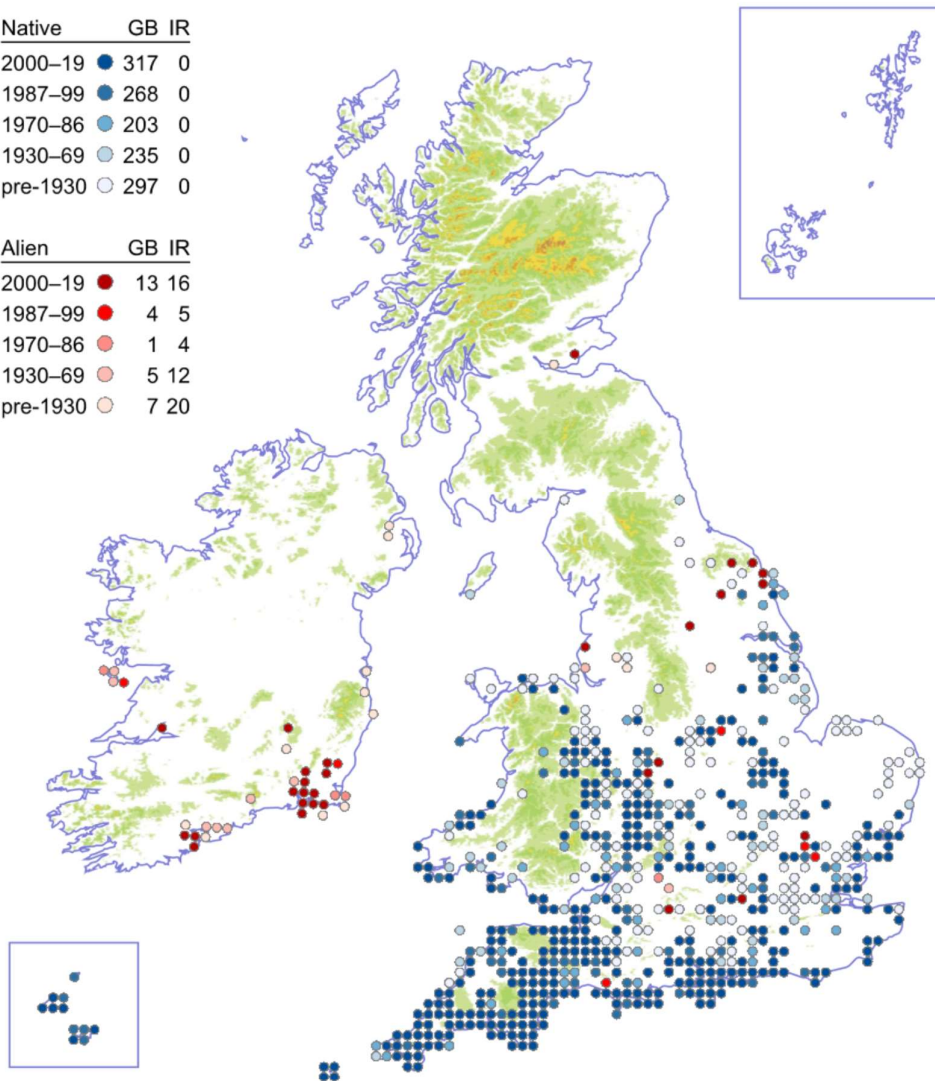 Native GB IR
2000–19 317 0
1987–99 268 0
1970–86 203 0
1930–69 235 0
pre-1930 297 0
Alien GB IR
2000–19 13 16
1987–99 4 5
1970–86 1 4
1930–69 5 12
pre-1930 7 20